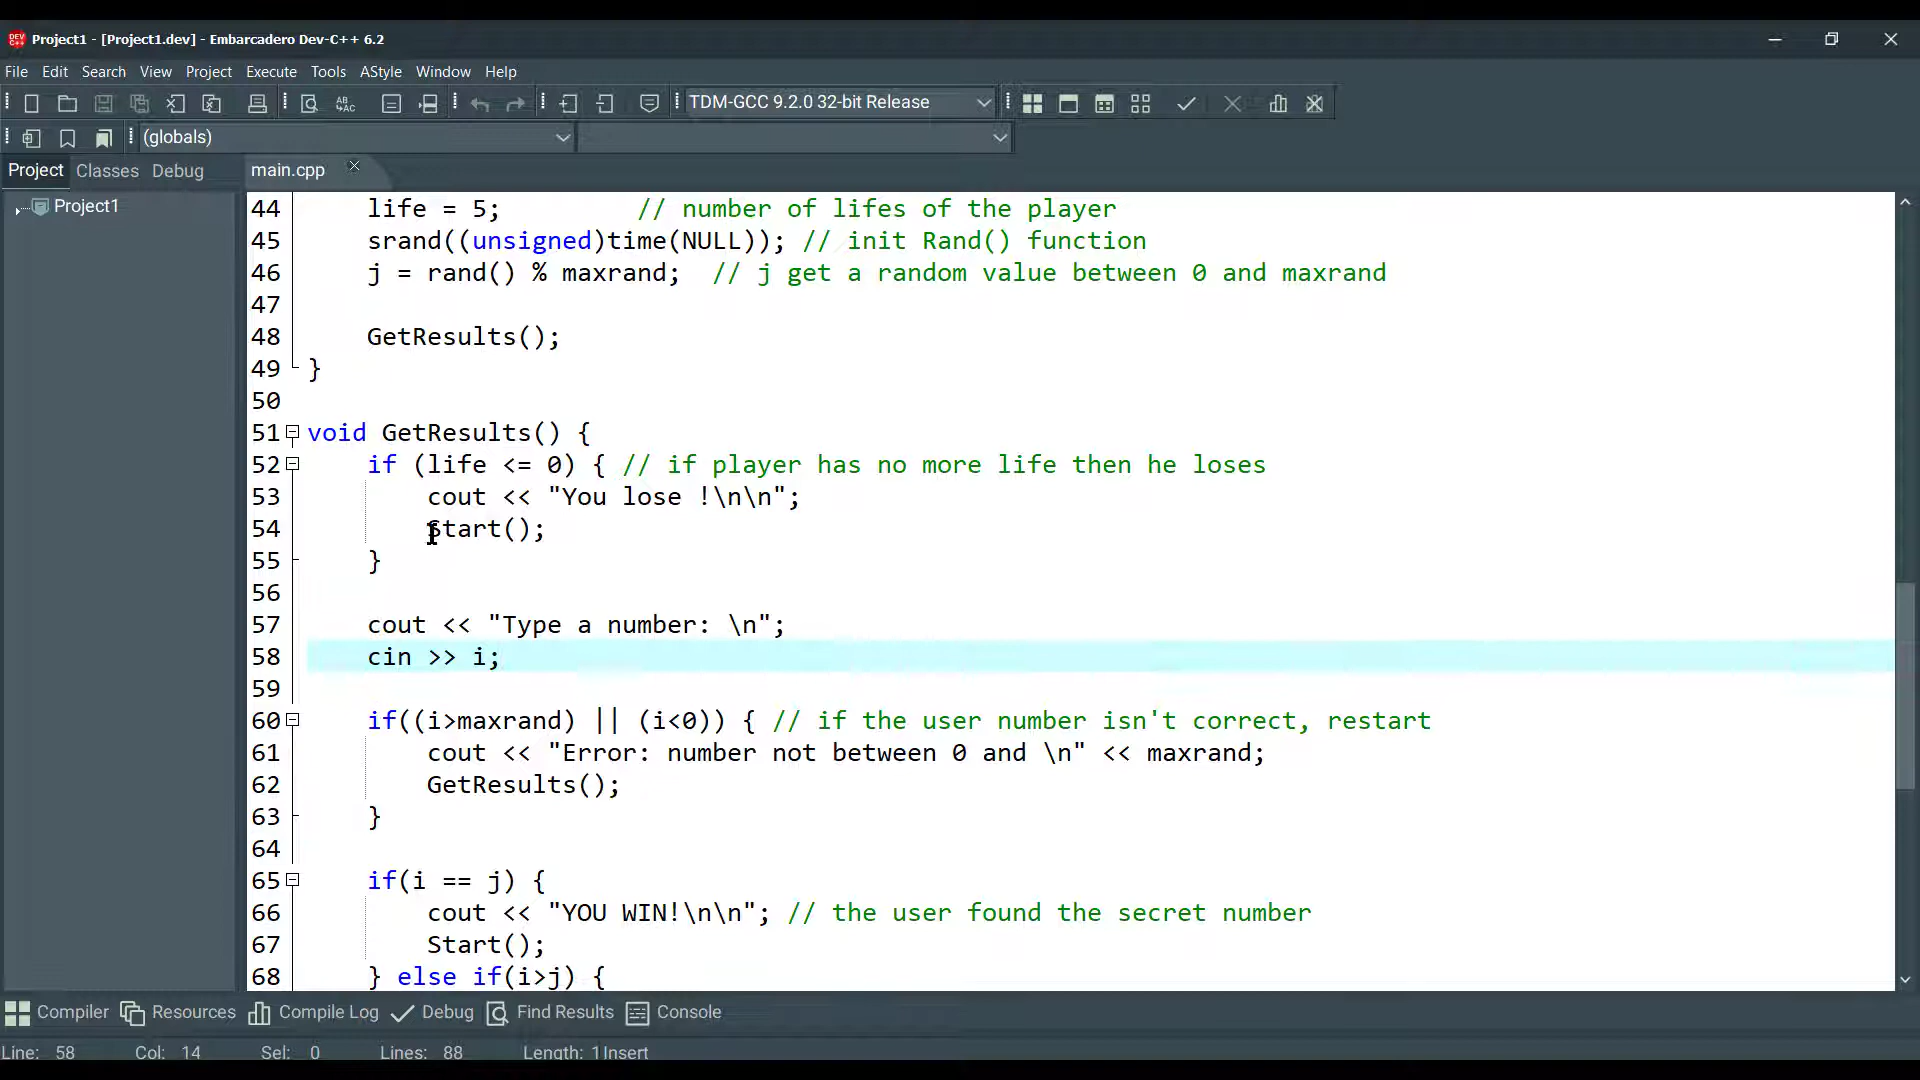 Project1 - [Project1.dev] - Embarcadero Dev-C++ 6.2
File Edit Search View Project Execute Tools AStyle Window Help
TDM-GCC 9.2.0 32-bit Release
(globals)
Project Classes Debug main.cpp
Project1
44 life = 5; // number of lifes of the player
45 srand((unsigned)time(NULL)); // init Rand() function
46 j = rand() % maxrand; // j get a random value between 0 and maxrand
47
48 GetResults();
49 }
50
51 void GetResults() {
52 if (life <= 0) { // if player has no more life then he loses
53 cout << "You lose !\n\n";
54 Start();
55 }
56
57 cout << "Type a number: \n";
58 cin >> i;
59
60 if((i>maxrand) || (i<0)) { // if the user number isn't correct, restart
61 cout << "Error: number not between 0 and \n" << maxrand;
62 GetResults();
63 }
64
65 if(i == j) {
66 cout << "YOU WIN!\n\n"; // the user found the secret number
67 Start();
68 } else if(i>j) {
Compiler Resources Compile Log Debug Find Results Console
Line: 58 Col: 14 Sel: 0 Lines: 88 Length: 1 Insert